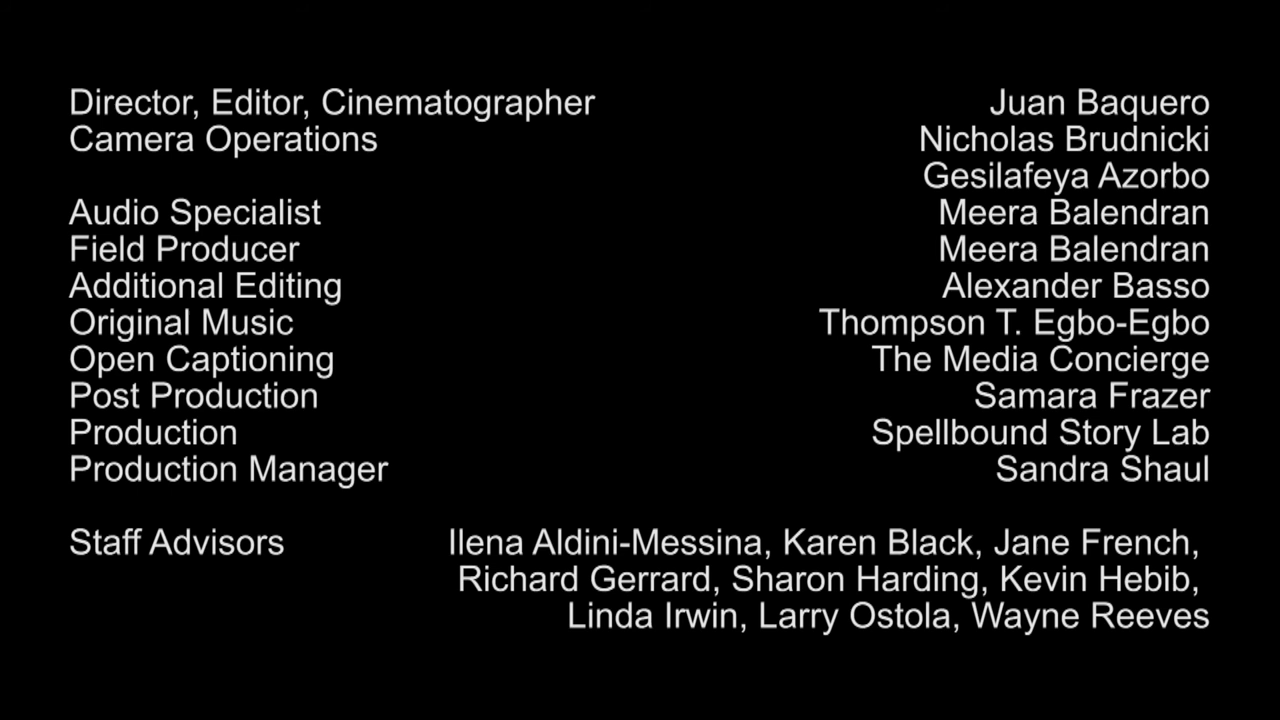 Director, Editor, Cinematographer Juan Baquero
Camera Operations Nicholas Brudnicki
Gesilafeya Azorbo
Audio Specialist Meera Balendran
Field Producer Meera Balendran
Additional Editing Alexander Basso
Original Music Thompson T. Egbo-Egbo
Open Captioning The Media Concierge
Post Production Samara Frazer
Production Spellbound Story Lab
Production Manager Sandra Shaul
Staff Advisors Ilena Aldini-Messina, Karen Black, Jane French,
Richard Gerrard, Sharon Harding, Kevin Hebib,
Linda Irwin, Larry Ostola, Wayne Reeves